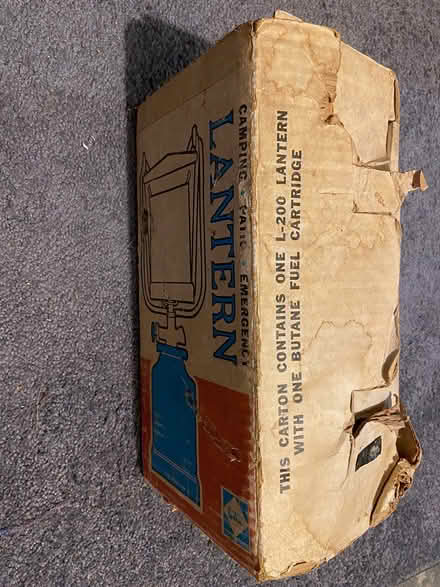 CAMPING • PATIO • EMERGENCY
LANTERN
THIS CARTON CONTAINS ONE L-200 LANTERN
WITH ONE BUTANE FUEL CARTRIDGE